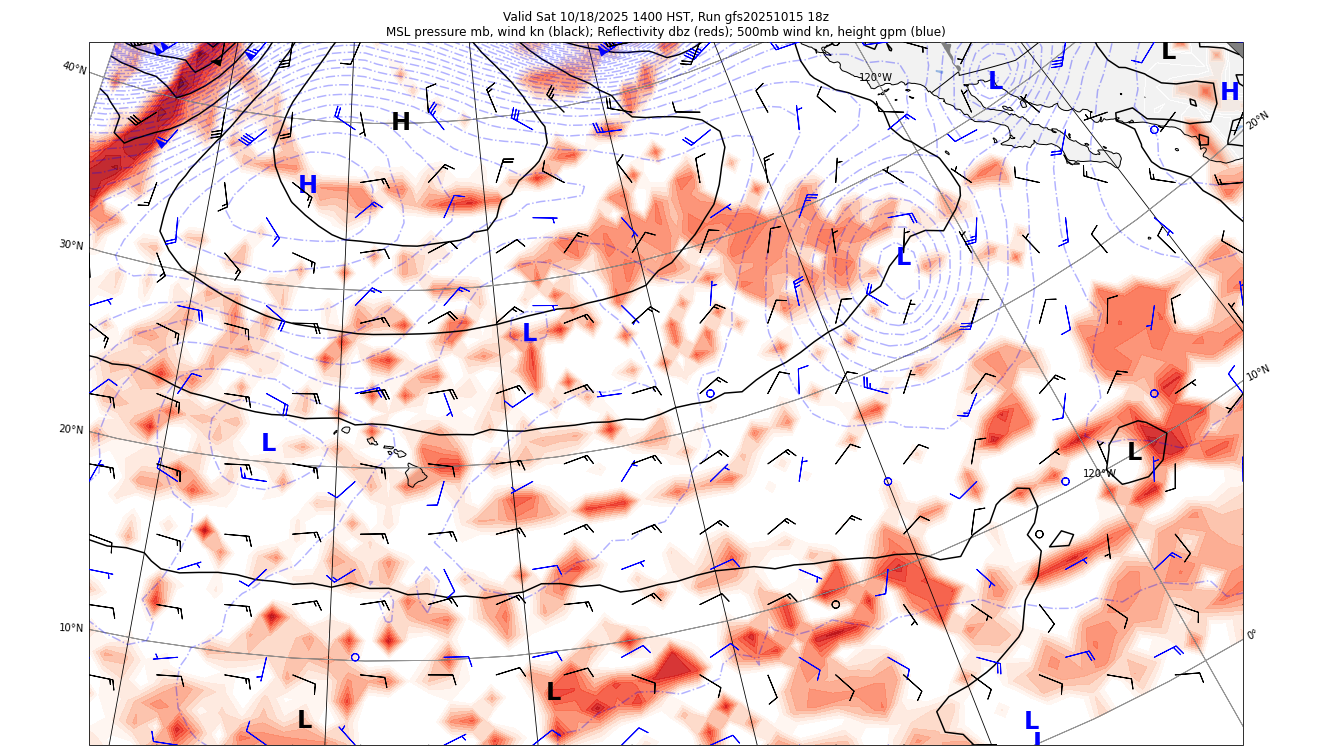 Valid Sat 10/18/2025 1400 HST, Run gfs20251015 18z
MSL pressure mb, wind kn (black); Reflectivity dbz (reds); 500mb wind kn, height gpm (blue)
L
40°N
120°W
L
H
H
20°N
H
30°N
L
L
10°N
20°N
L
L
120°W
10°N
0°
L
L
L
L